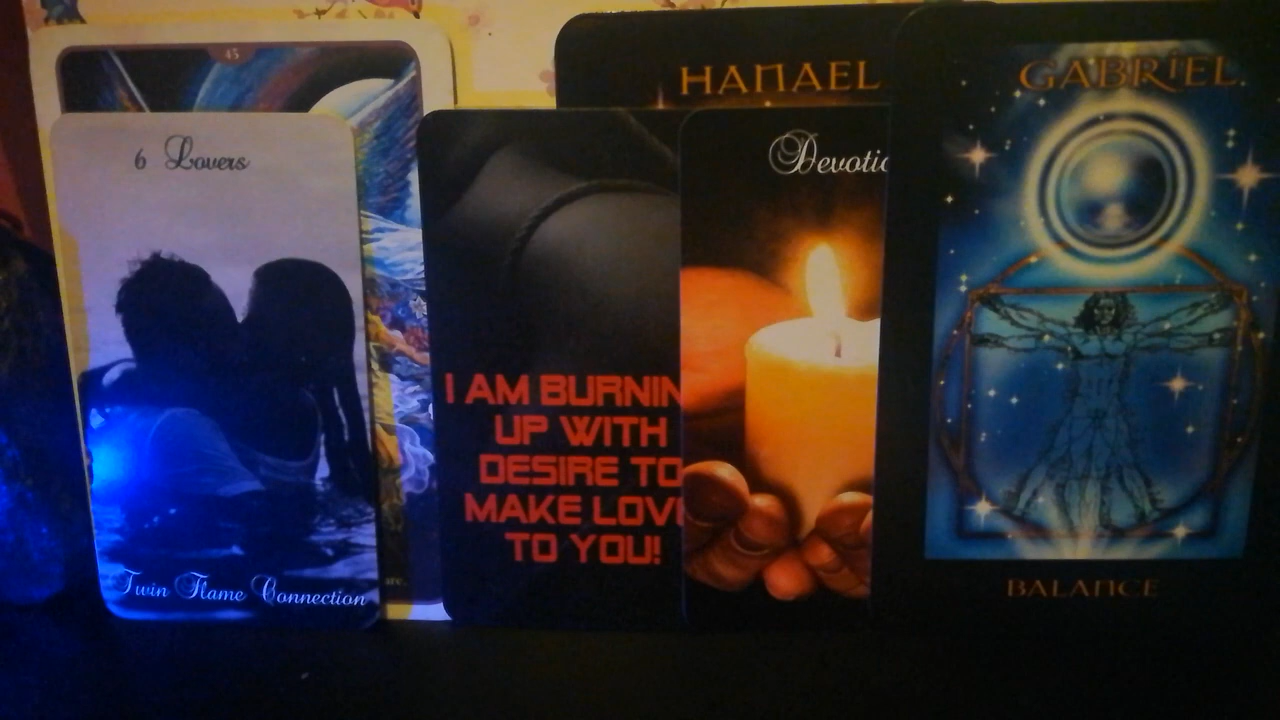 45
6 Lovers
Twin Flame Connection
I AM BURNIN
UP WITH
DESIRE TO
MAKE LOV
TO YOU!
HANAEL
Devotio
GABRIEL
BALANCE